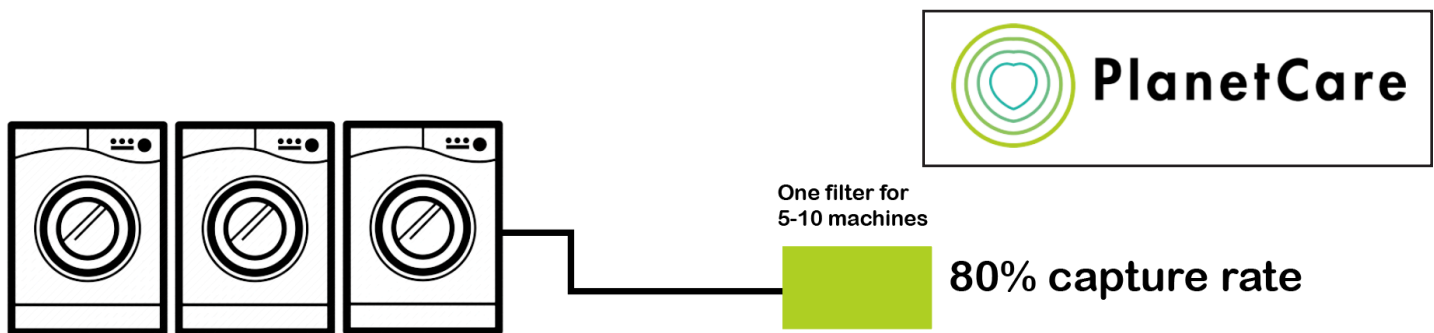 PlanetCare
One filter for
5-10 machines
80% capture rate